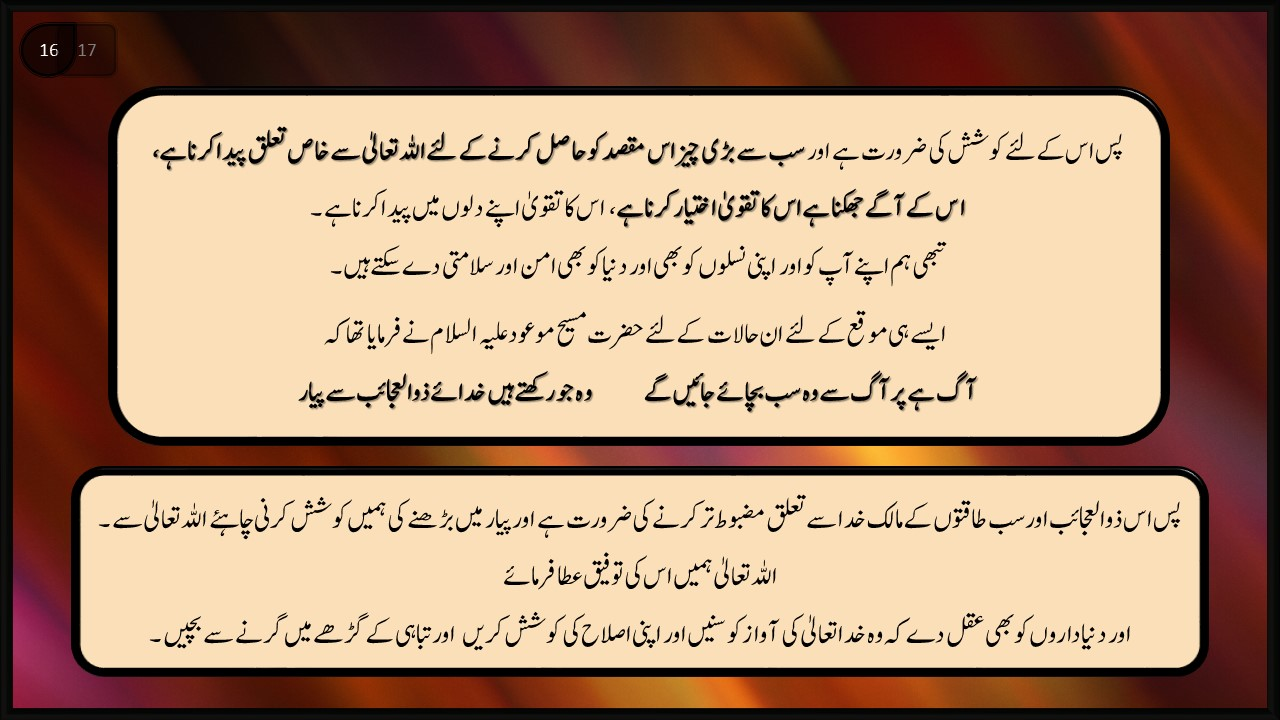 16 17
پس اس کے لئے کوشش کی ضرورت ہے اور سب سے بڑی چیز اس مقصد کو حاصل کرنے کے لئے اللہ تعالیٰ سے خاص تعلق پیدا کرنا ہے،
اس کے آگے جھکنا ہے اس کا تقویٰ اختیار کرنا ہے، اس کا تقویٰ اپنے دلوں میں پیدا کرنا ہے۔
تبھی ہم اپنے آپ کو اور اپنی نسلوں کو بھی اور دنیا کو بھی امن اور سلامتی دے سکتے ہیں۔
ایسے ہی موقع کے لئے ان حالات کے لئے حضرت مسیح موعود علیہ السلام نے فرمایا تھا کہ
آگ ہے پر آگ سے وہ سب بچائے جائیں گے وہ جو رکھتے ہیں خدائے ذوالعجائب سے پیار
پس اس ذوالعجائب اور سب طاقتوں کے مالک خدا سے تعلق مضبوط تر کرنے کی ضرورت ہے اور پیار میں بڑھنے کی ہمیں کوشش کرنی چاہئے اللہ تعالیٰ سے۔
اللہ تعالیٰ ہمیں اس کی توفیق عطا فرمائے
اور دنیاداروں کو بھی عقل دے کہ وہ خدا تعالیٰ کی آواز کو سنیں اور اپنی اصلاح کی کوشش کریں اور تباہی کے گڑھے میں گرنے سے بچیں۔